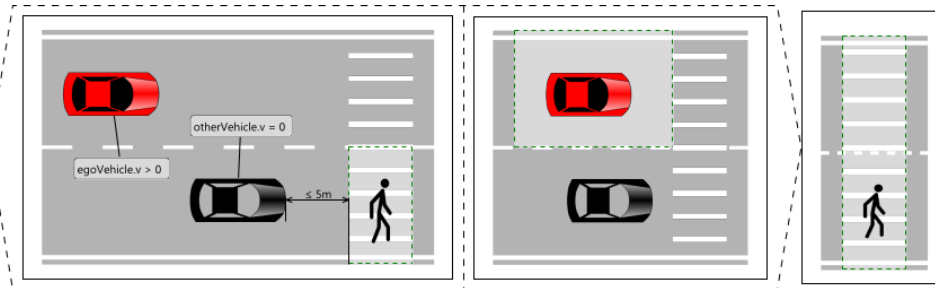 otherVehicle.v = 0
egoVehicle.v > 0
≤ 5m